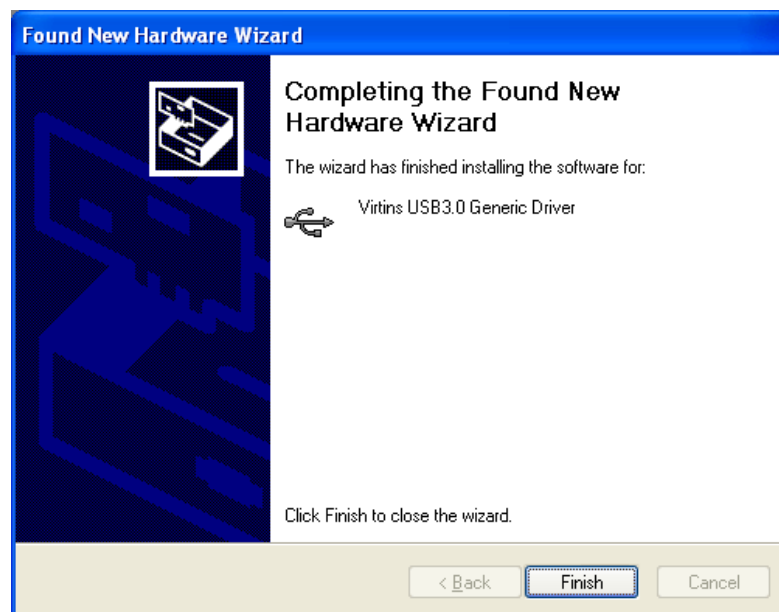 Found New Hardware Wizard
Completing the Found New
Hardware Wizard
The wizard has finished installing the software for:
Virtins USB3.0 Generic Driver
Click Finish to close the wizard.
< Back
Finish
Cancel